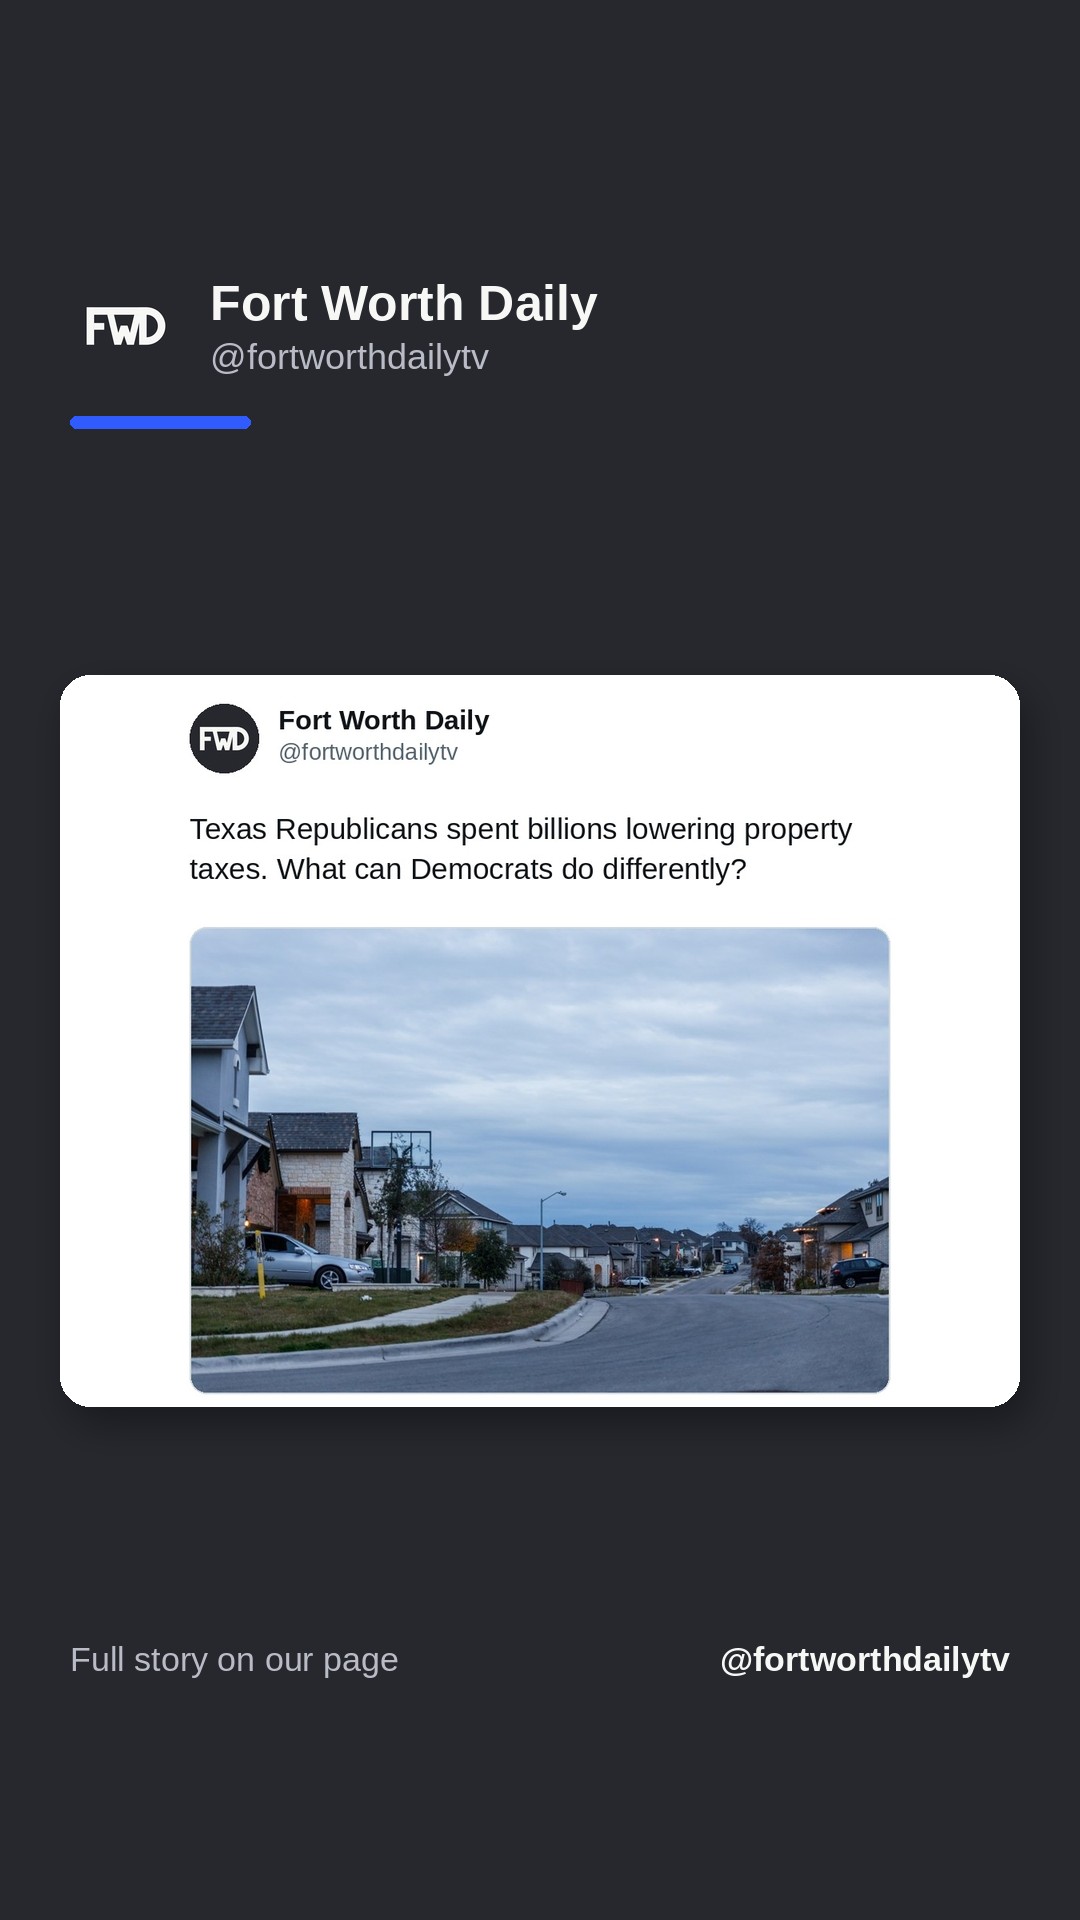 FWD
Fort Worth Daily
@fortworthdailytv
FWD
Fort Worth Daily
@fortworthdailytv
Texas Republicans spent billions lowering property
taxes. What can Democrats do differently?
Full story on our page
@fortworthdailytv